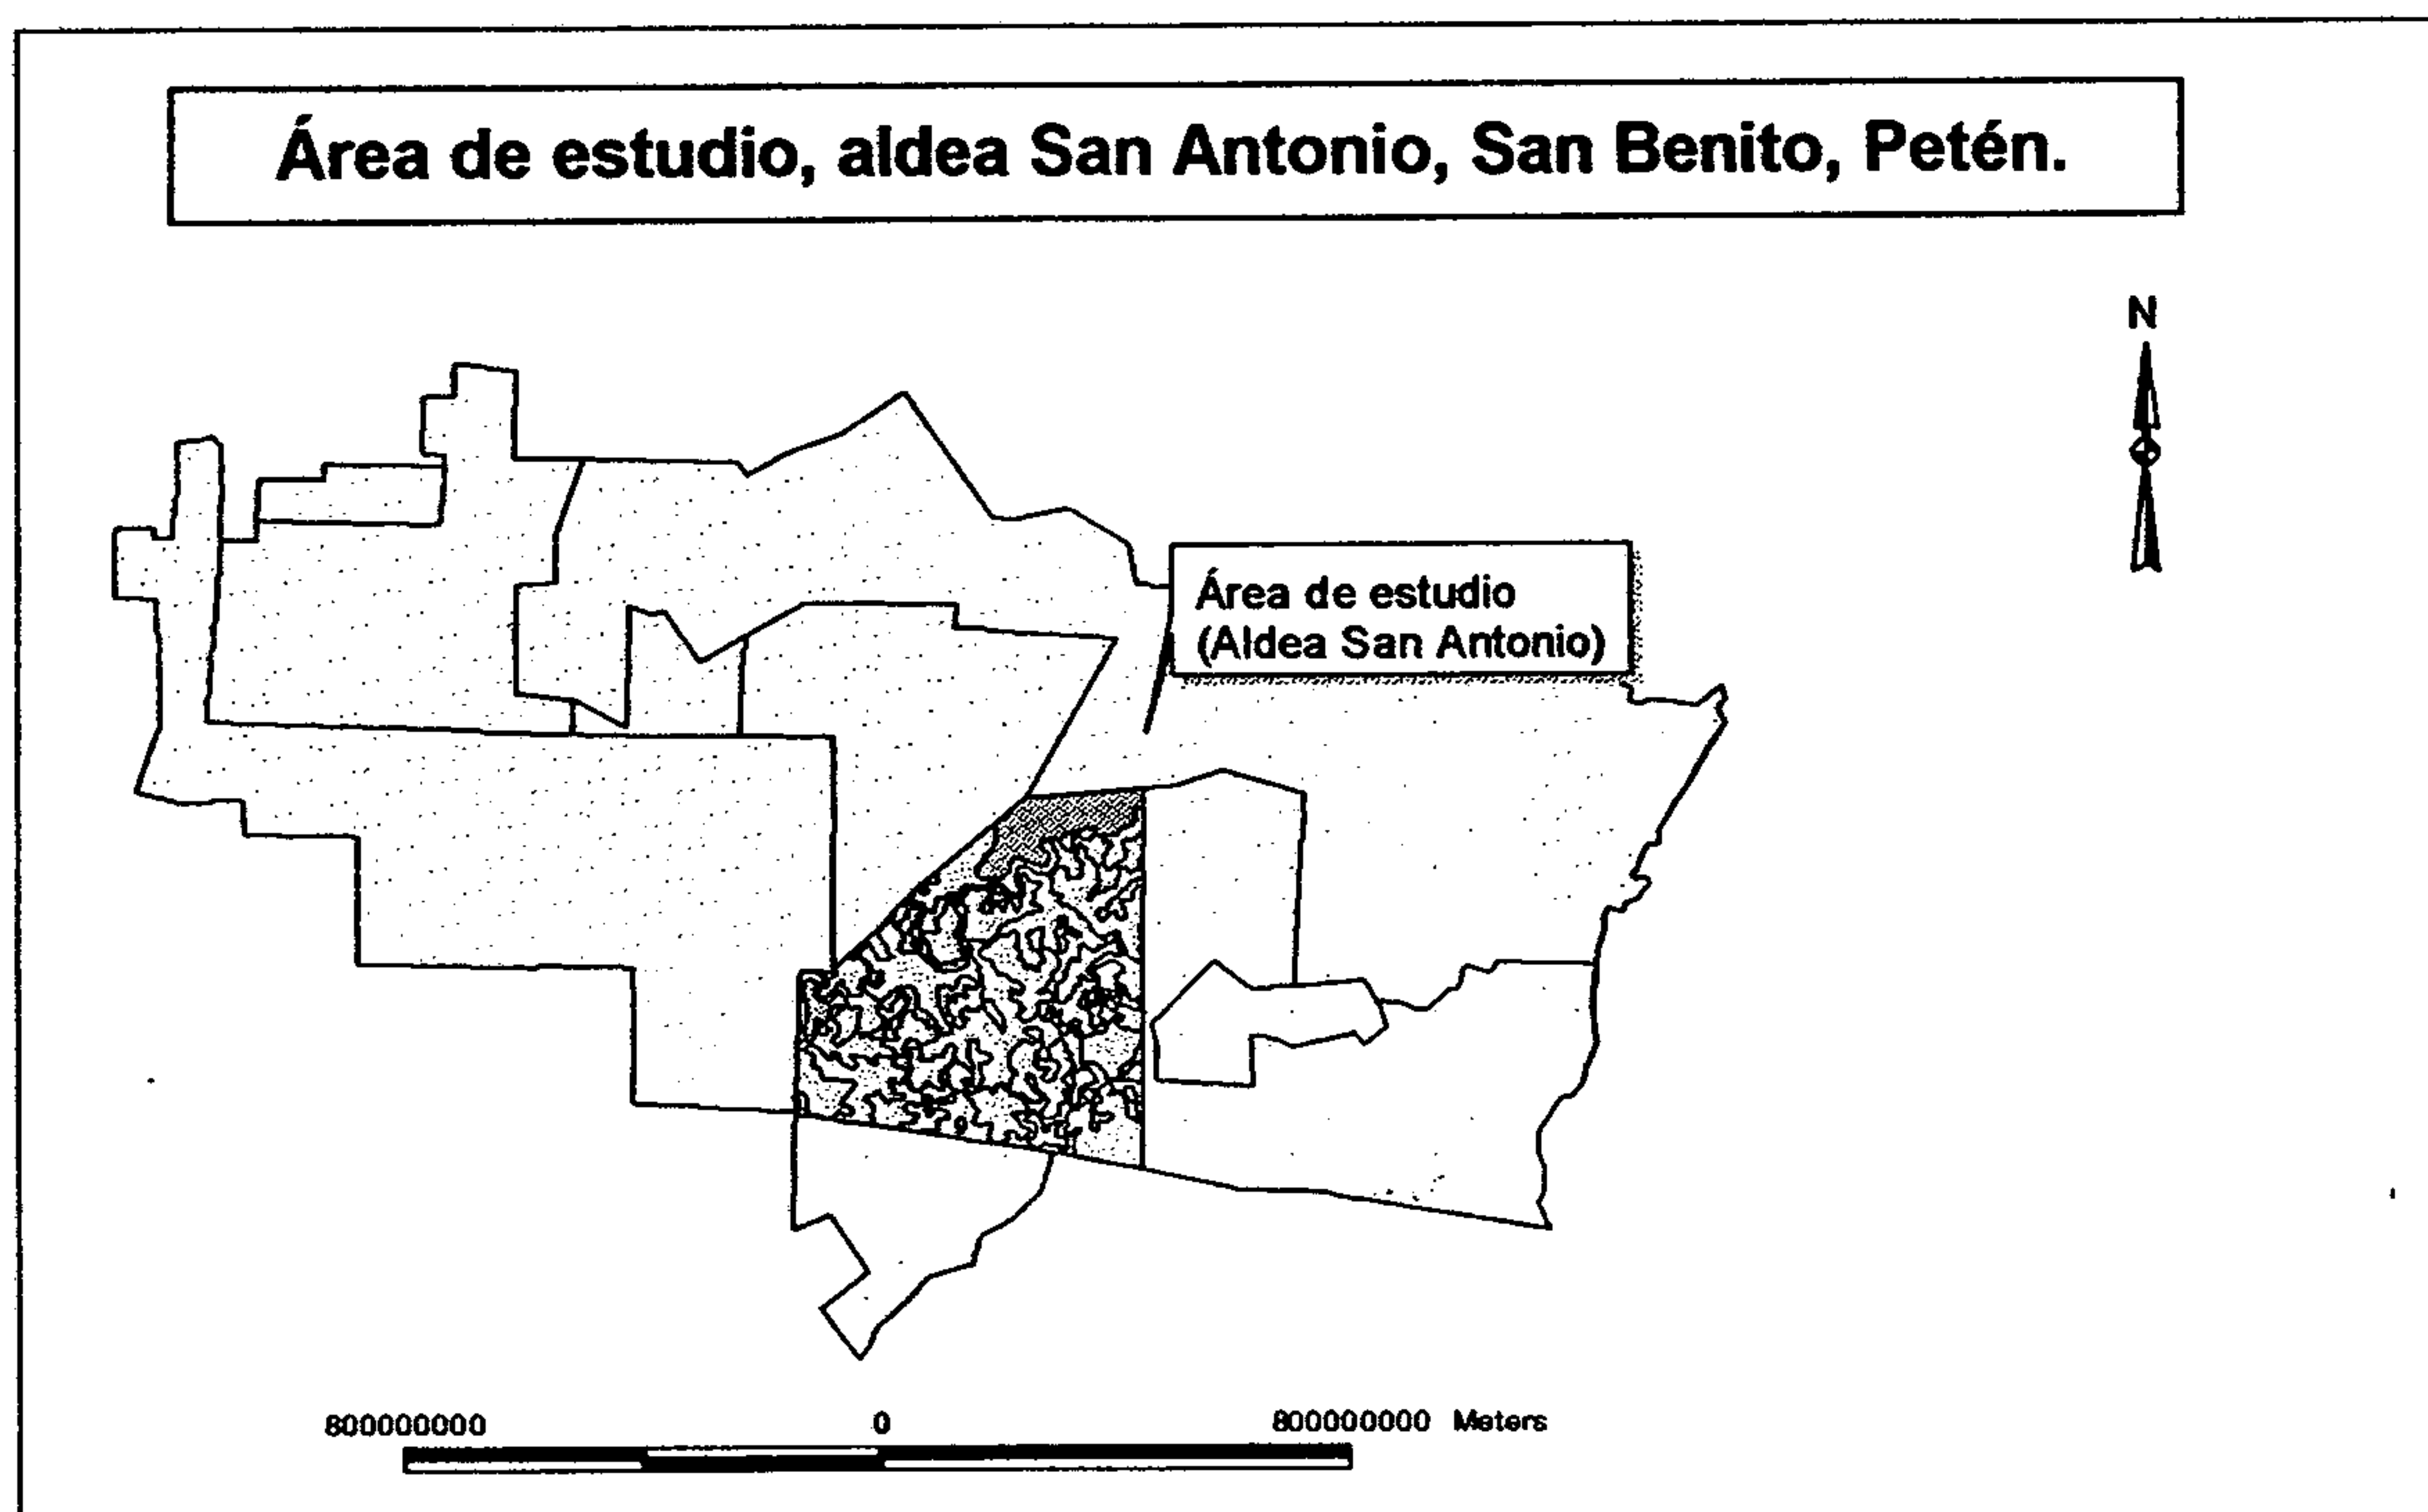 Área de estudio, aldea San Antonio, San Benito, Petén.
N
Área de estudio
(Aldea San Antonio)
800000000 0 800000000 Meters